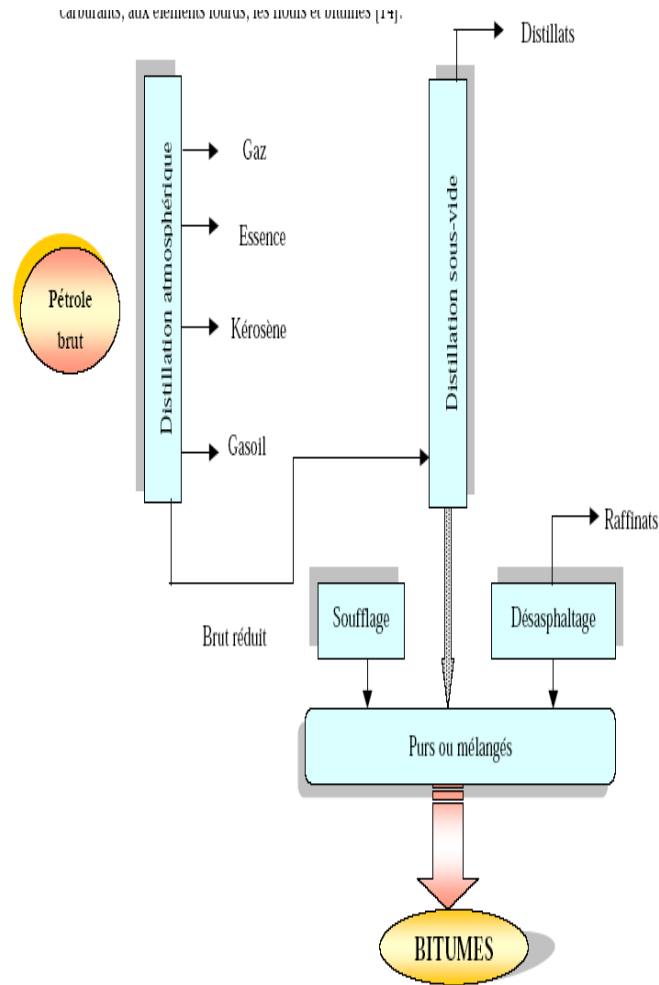 carburants, aux éléments lourds, les fiouls et bitumes [14].
Distillats
Distillation atmosphérique
Gaz
Essence
Kérosène
Gasoil
Pétrole
brut
Distillation sous-vide
Raffinats
Brut réduit
Soufflage
Désasphaltage
Purs ou mélangés
BITUMES